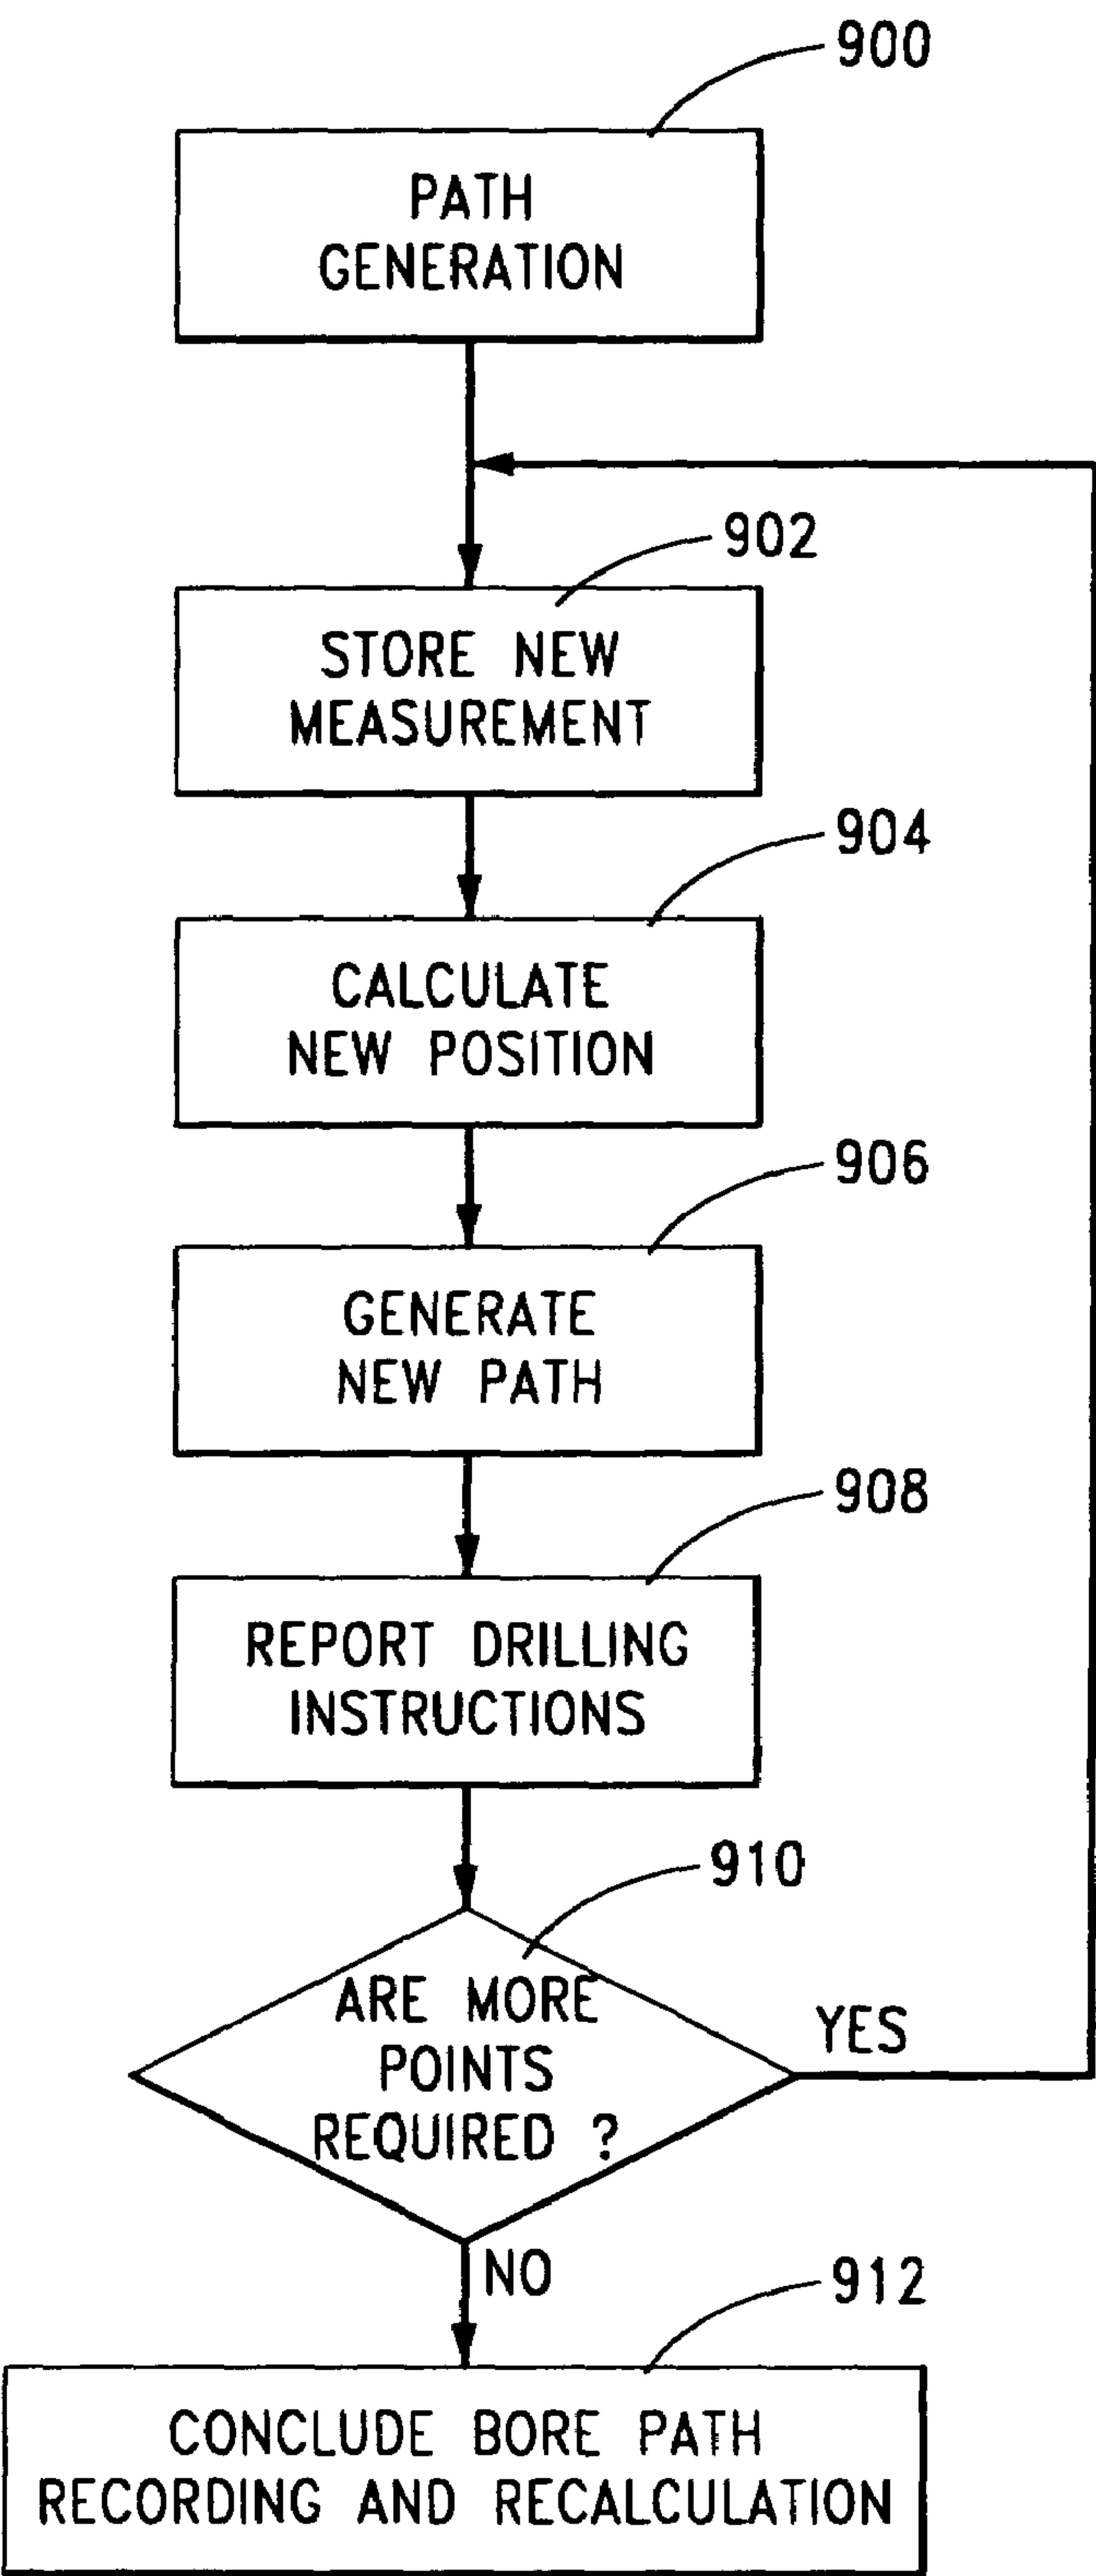 900
PATH
GENERATION
902
STORE NEW
MEASUREMENT
904
CALCULATE
NEW POSITION
906
GENERATE
NEW PATH
908
REPORT DRILLING
INSTRUCTIONS
910
ARE MORE
POINTS
REQUIRED ?
YES
NO
912
CONCLUDE BORE PATH
RECORDING AND RECALCULATION